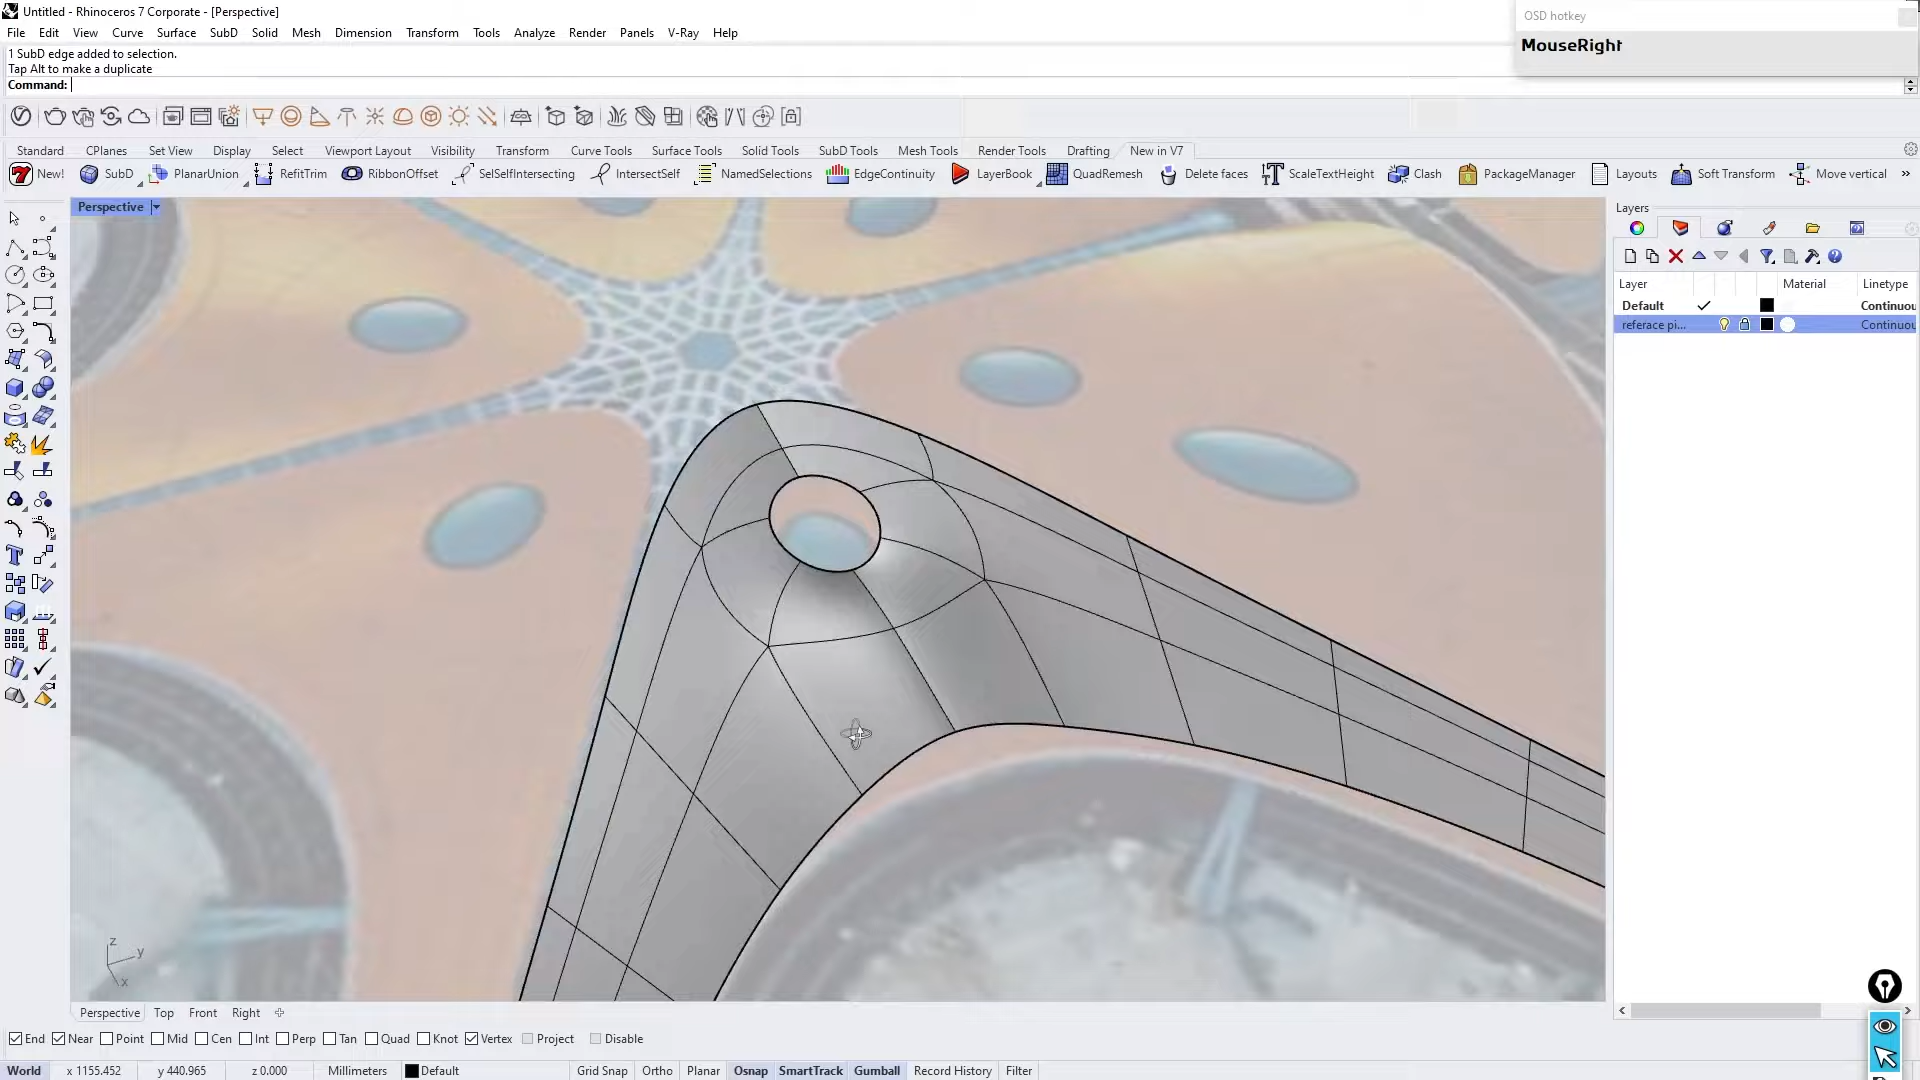 Untitled - Rhinoceros 7 Corporate - [Perspective]
OSD hotkey
File Edit View Curve Surface SubD Solid Mesh Dimension Transform Tools Analyze Render Panels V-Ray Help
MouseRight
1 SubD edge added to selection.
Tap Alt to make a duplicate
Command:
Standard CPlanes Set View Display Select Viewport Layout Visibility Transform Curve Tools Surface Tools Solid Tools SubD Tools Mesh Tools Render Tools Drafting New in V7
7 New! SubD PlanarUnion RefitTrim RibbonOffset SelSelfIntersecting IntersectSelf NamedSelections EdgeContinuity LayerBook QuadRemesh Delete faces ScaleTextHeight Clash PackageManager Layouts Soft Transform Move vertical »
Perspective
Layers
Layer Material Linetype
Default Continuou
referace pi... Continuou
z
y
x
Perspective Top Front Right
End Near Point Mid Cen Int Perp Tan Quad Knot Vertex Project Disable
World x 1155.452 y 440.965 z 0.000 Millimeters Default Grid Snap Ortho Planar Osnap SmartTrack Gumball Record History Filter